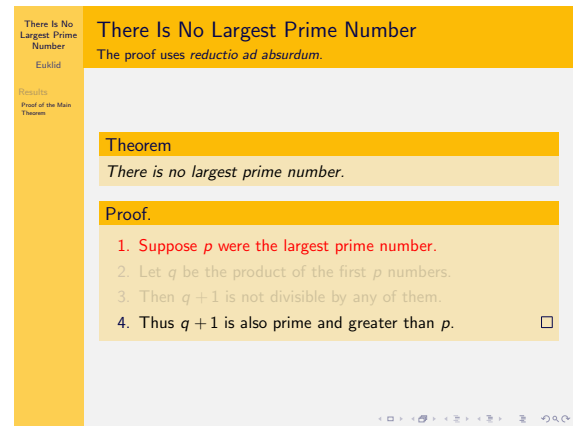 There Is No
Largest Prime
Number
Euklid
Results
Proof of the Main
Theorem
There Is No Largest Prime Number
The proof uses reductio ad absurdum.
Theorem
There is no largest prime number.
Proof.
1. Suppose p were the largest prime number.
2. Let q be the product of the first p numbers.
3. Then q + 1 is not divisible by any of them.
4. Thus q + 1 is also prime and greater than p. □